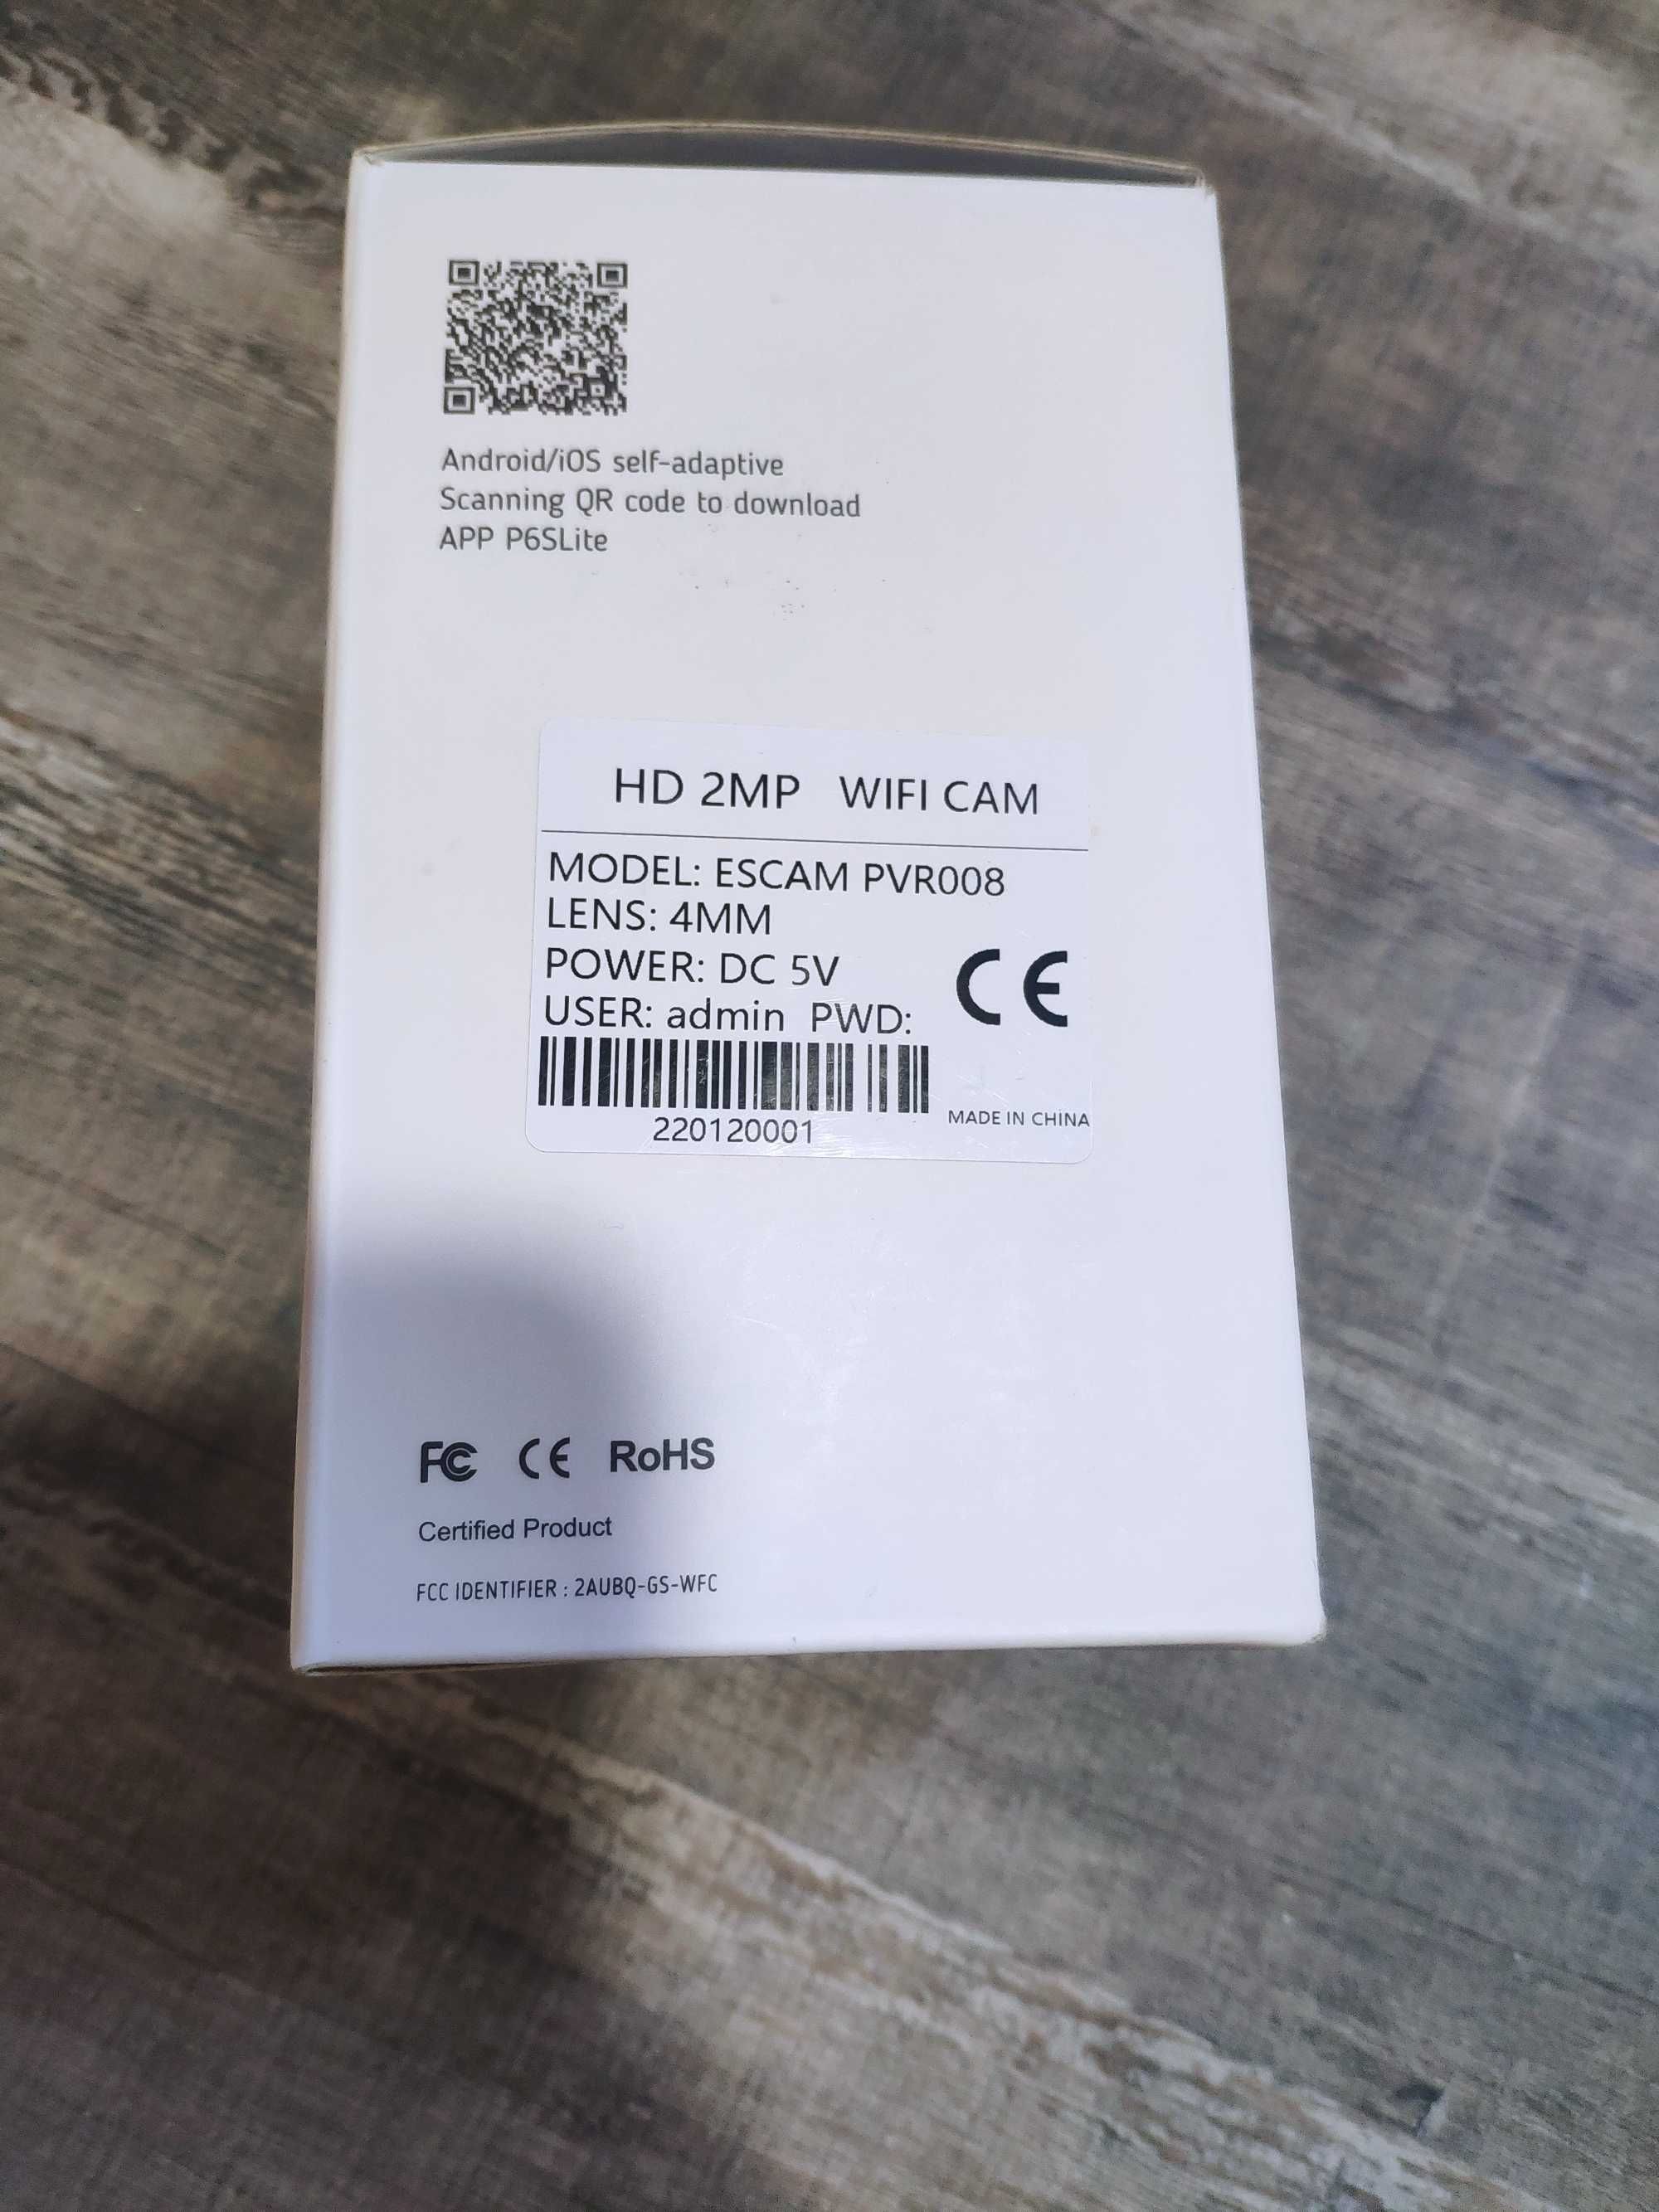 Android/iOS self-adaptive
Scanning QR code to download
APP P6SLite
HD 2MP WIFI CAM
MODEL: ESCAM PVR008
LENS: 4MM
POWER: DC 5V
USER: admin PWD:
CE
220120001
MADE IN CHINA
FC CE RoHS
Certified Product
FCC IDENTIFIER : 2AUBQ-GS-WFC